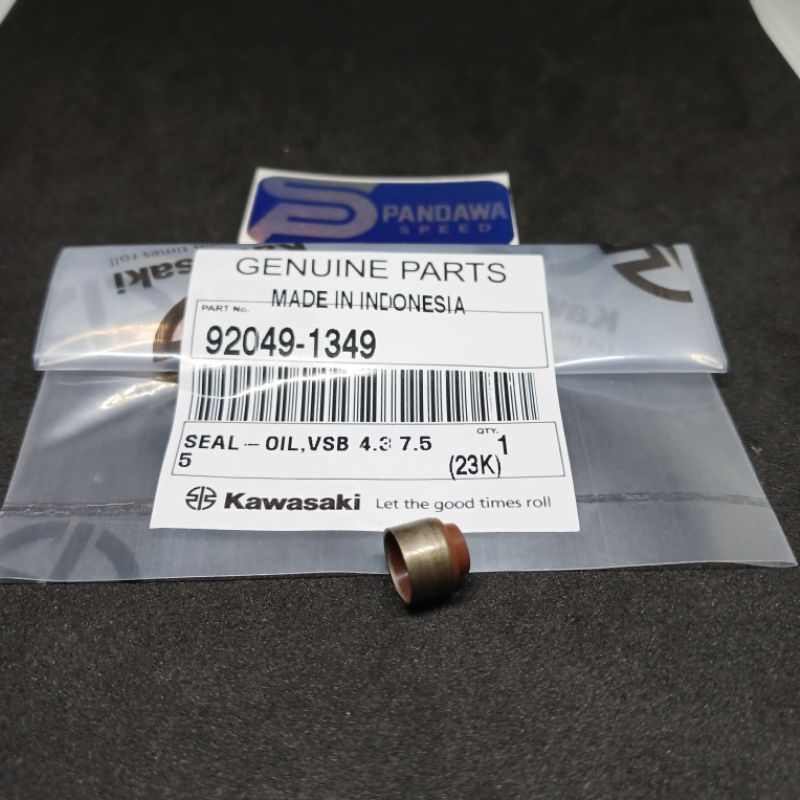 PANDAWA
SPEED
GENUINE PARTS
MADE IN INDONESIA
PART No.
92049-1349
SEAL-OIL,VSB 4.3 7.5
5
QTY.
1
(23K)
Kawasaki Let the good times roll